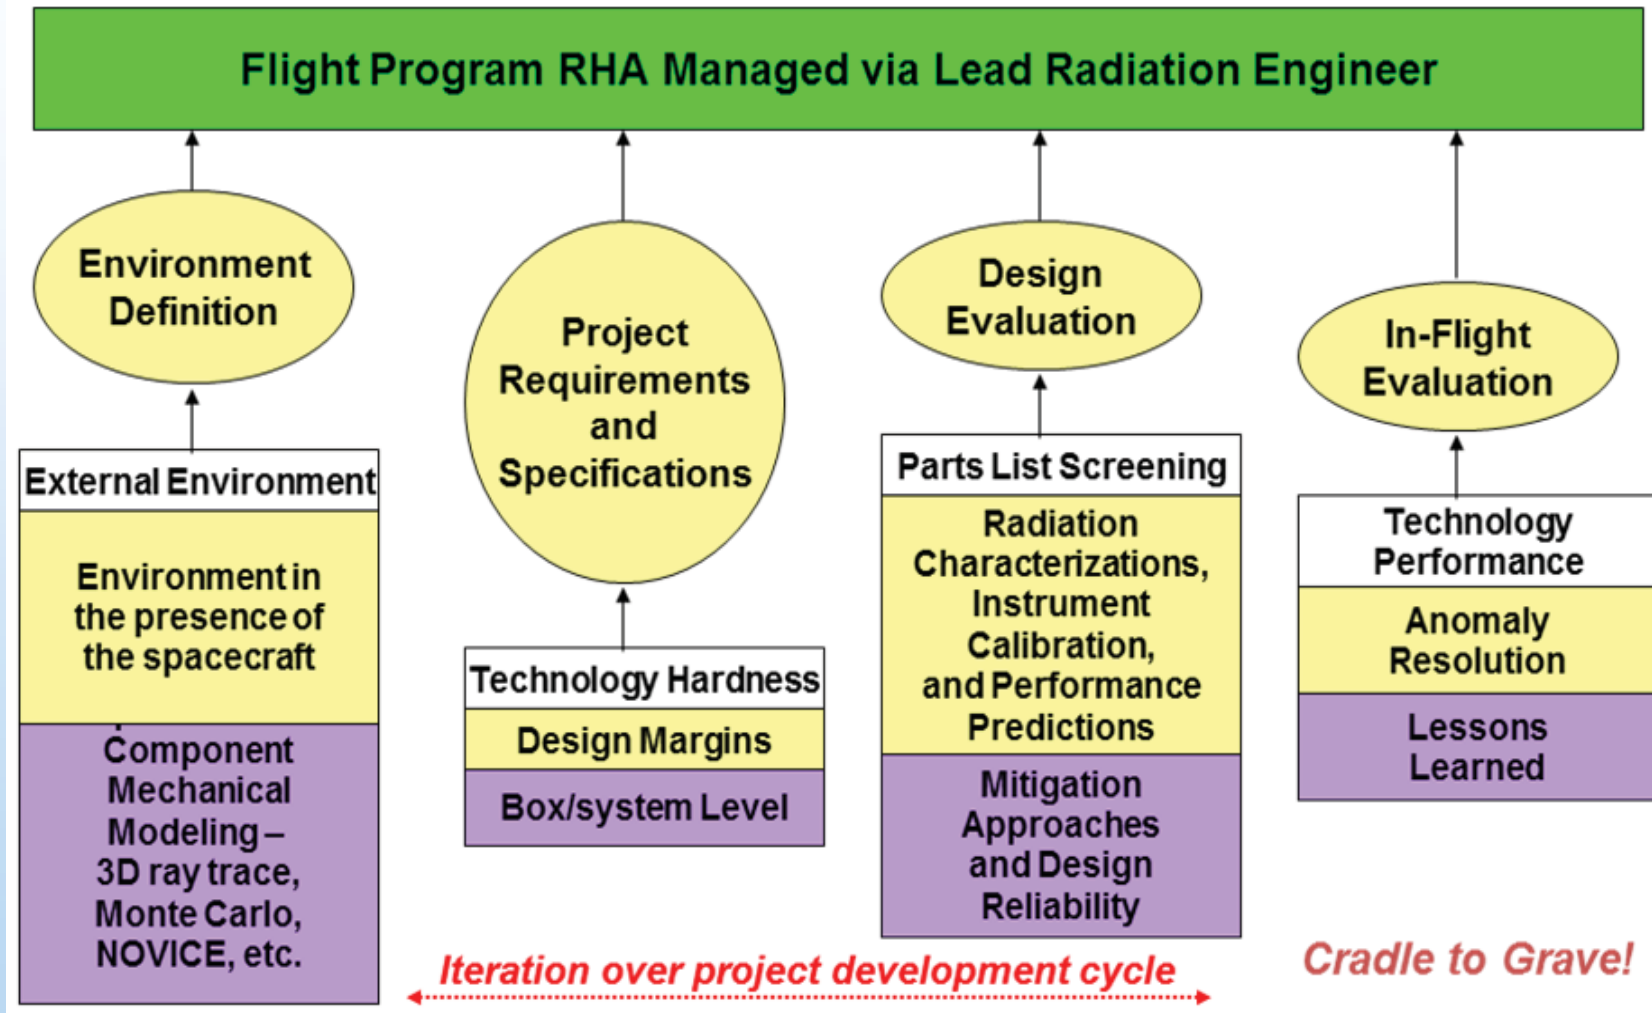 Flight Program RHA Managed via Lead Radiation Engineer
Environment
Definition
External Environment
Environment in
the presence of
the spacecraft
Component
Mechanical
Modeling –
3D ray trace,
Monte Carlo,
NOVICE, etc.
Project
Requirements
and
Specifications
Technology Hardness
Design Margins
Box/system Level
Design
Evaluation
Parts List Screening
Radiation
Characterizations,
Instrument
Calibration,
and Performance
Predictions
Mitigation
Approaches
and Design
Reliability
In-Flight
Evaluation
Technology
Performance
Anomaly
Resolution
Lessons
Learned
Iteration over project development cycle
Cradle to Grave!